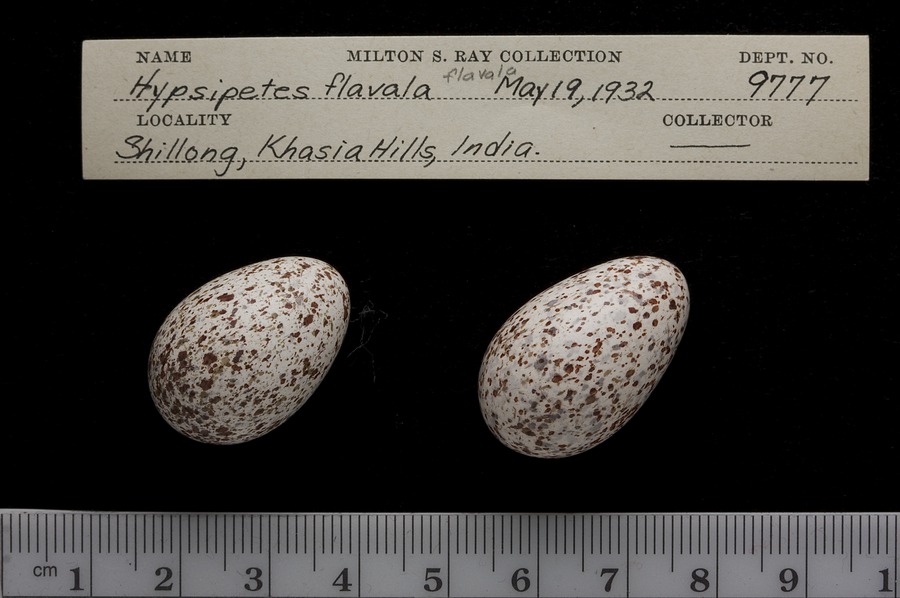 NAME MILTON S. RAY COLLECTION DEPT. NO.
Hypsipetes flavala flavala May 19, 1932 9777
LOCALITY COLLECTOR
Shillong, Khasia Hills, India.
cm 1 2 3 4 5 6 7 8 9 1